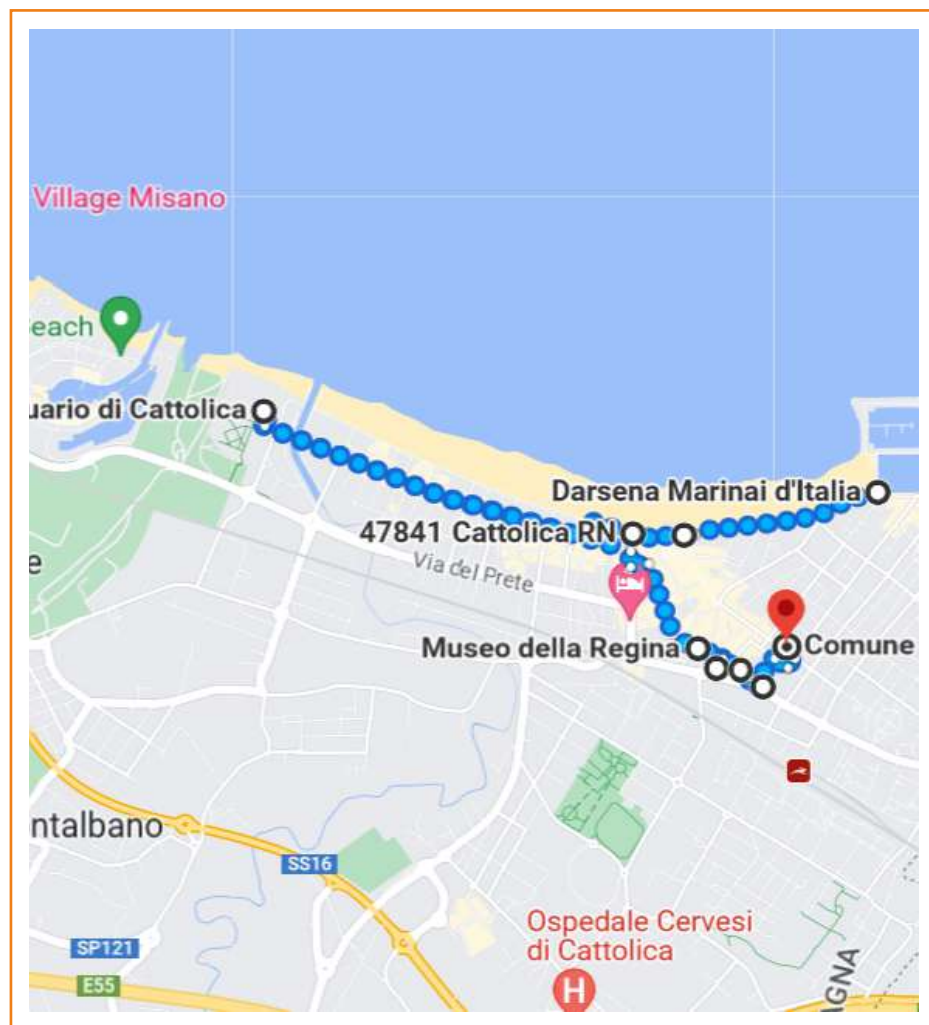 Village Misano
each
uario di Cattolica
Darsena Marinai d'Italia
47841 Cattolica RN
e
Via del Prete
Museo della Regina
Comune
ntalbano
SS16
Ospedale Cervesi
di Cattolica
SP121
E55
H
AGNA